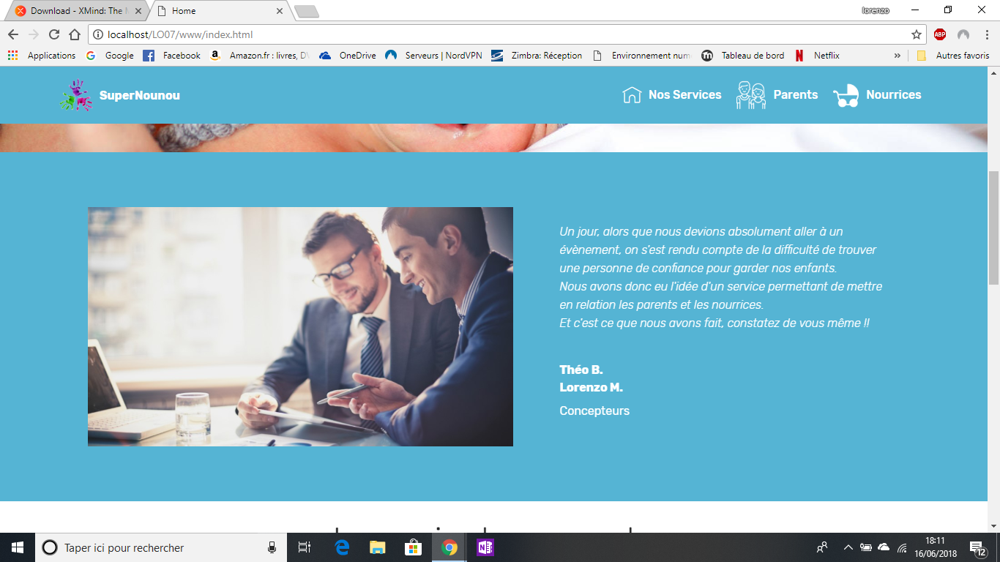 Download - XMind: The M
Home
lorenzo
localhost/LO07/www/index.html
ABP
Applications
Google
Facebook
Amazon.fr : livres, DV
OneDrive
Serveurs | NordVPN
Zimbra: Réception
Environnement num
Tableau de bord
Netflix
»
Autres favoris
SuperNounou
Nos Services
Parents
Nourrices
Un jour, alors que nous devions absolument aller à un
évènement, on s'est rendu compte de la difficulté de trouver
une personne de confiance pour garder nos enfants.
Nous avons donc eu l'idée d'un service permettant de mettre
en relation les parents et les nourrices.
Et c'est ce que nous avons fait, constatez de vous même !!
Théo B.
Lorenzo M.
Concepteurs
Taper ici pour rechercher
18:11
16/06/2018
12